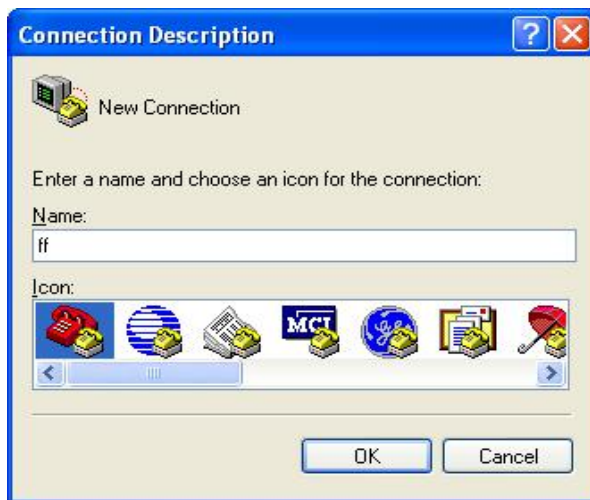 Connection Description
New Connection
Enter a name and choose an icon for the connection:
Name:
ff
Icon:
MCI
OK Cancel